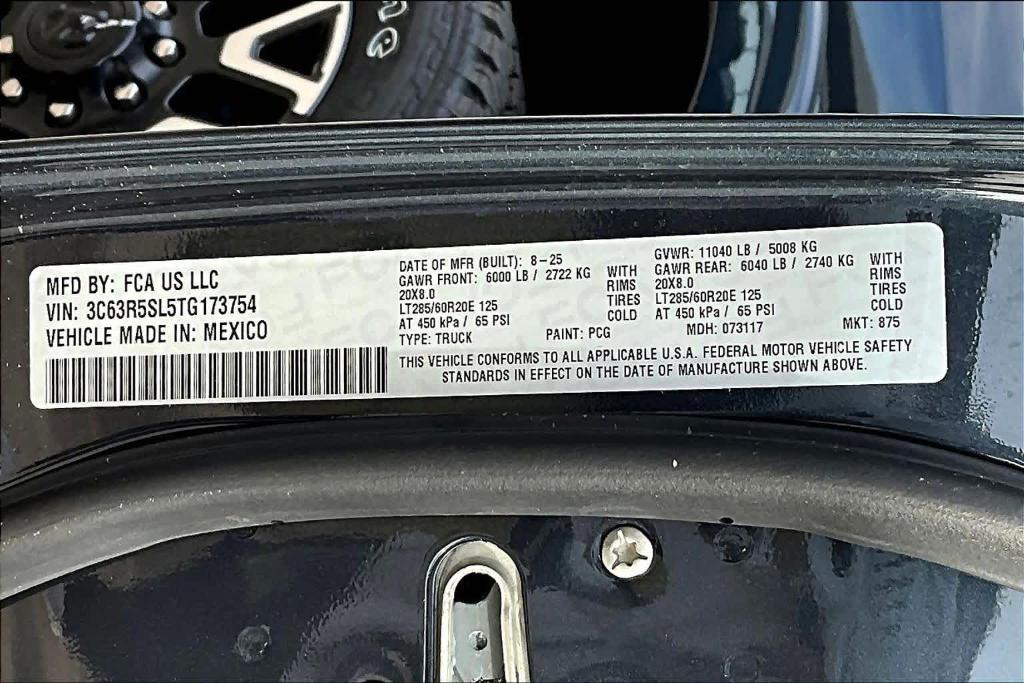 MFD BY: FCA US LLC
VIN: 3C63R5SL5TG173754
VEHICLE MADE IN: MEXICO
DATE OF MFR (BUILT): 8-25
GAWR FRONT: 6000 LB / 2722 KG WITH
20X8.0 RIMS
LT285/60R20E 125 TIRES
AT 450 kPa / 65 PSI COLD
TYPE: TRUCK PAINT: PCG
GVWR: 11040 LB / 5008 KG
GAWR REAR: 6040 LB / 2740 KG WITH
20X8.0 RIMS
LT285/60R20E 125 TIRES
AT 450 kPa / 65 PSI COLD
MDH: 073117 MKT: 875
THIS VEHICLE CONFORMS TO ALL APPLICABLE U.S.A. FEDERAL MOTOR VEHICLE SAFETY
STANDARDS IN EFFECT ON THE DATE OF MANUFACTURE SHOWN ABOVE.